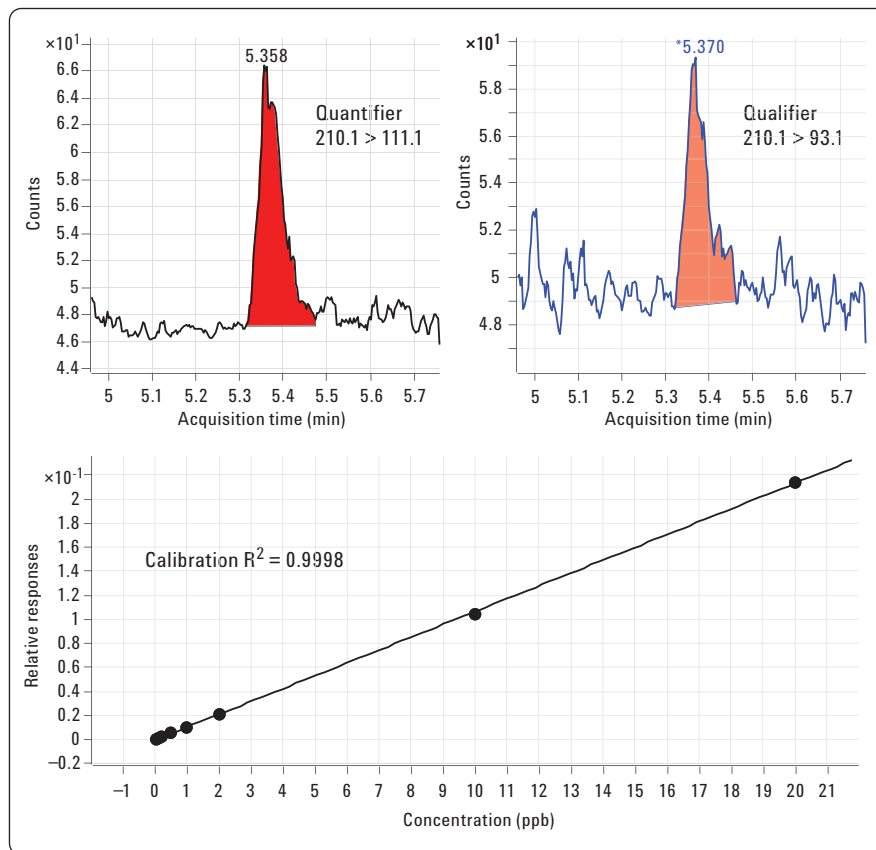 ×10¹
5.358
6.6
6.4
6.2
6.0
5.8
5.6
5.4
5.2
5.0
4.8
4.6
4.4
Counts
Quantifier
210.1 > 111.1
5 5.1 5.2 5.3 5.4 5.5 5.6 5.7
Acquisition time (min)
×10¹
*5.370
5.8
5.6
5.4
5.2
5
4.8
Counts
Qualifier
210.1 > 93.1
5 5.1 5.2 5.3 5.4 5.5 5.6 5.7
Acquisition time (min)
×10⁻¹
2
1.8
1.6
1.4
1.2
1
0.8
0.6
0.4
0.2
0
–0.2
Relative responses
Calibration R² = 0.9998
–1 0 1 2 3 4 5 6 7 8 9 10 11 12 13 14 15 16 17 18 19 20 21
Concentration (ppb)